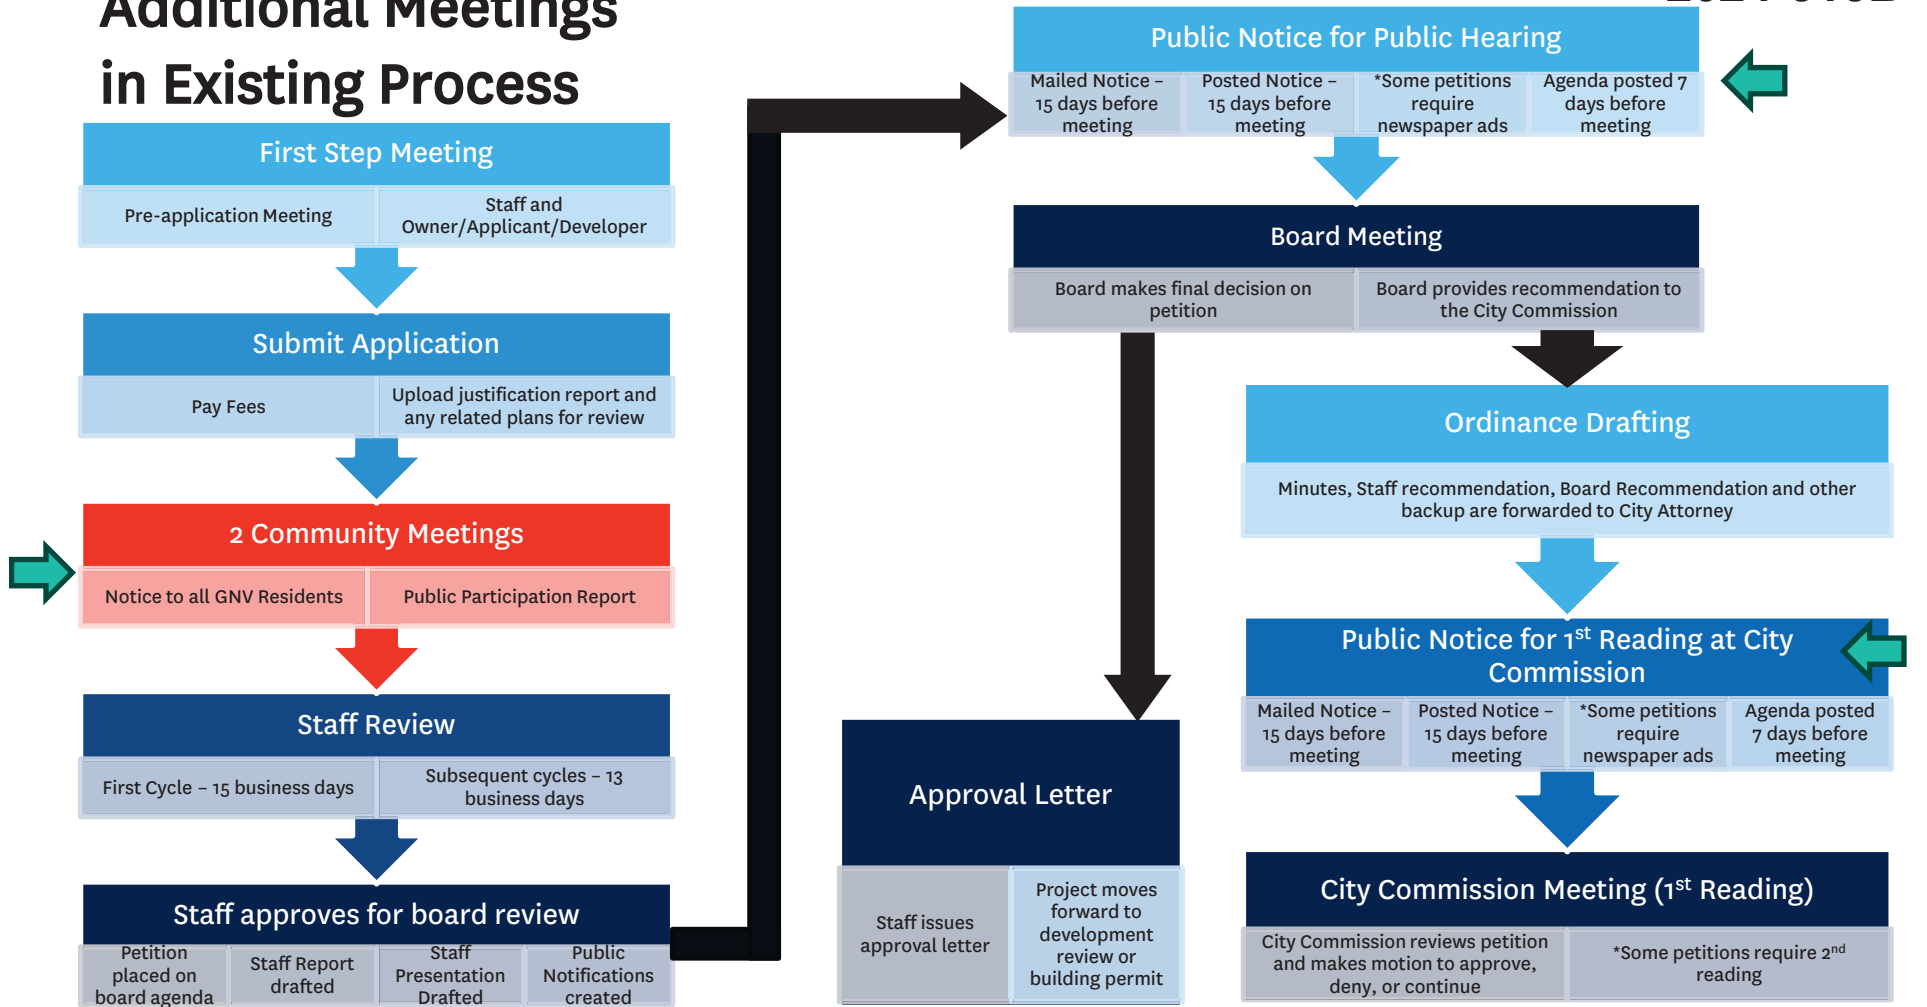 Additional Meetings
in Existing Process
First Step Meeting
Pre-application Meeting
Staff and
Owner/Applicant/Developer
Submit Application
Pay Fees
Upload justification report and
any related plans for review
2 Community Meetings
Notice to all GNV Residents
Public Participation Report
Staff Review
First Cycle – 15 business days
Subsequent cycles – 13
business days
Staff approves for board review
Petition
placed on
board agenda
Staff Report
drafted
Staff
Presentation
Drafted
Public
Notifications
created
Public Notice for Public Hearing
Mailed Notice –
15 days before
meeting
Posted Notice –
15 days before
meeting
*Some petitions
require
newspaper ads
Agenda posted 7
days before
meeting
Board Meeting
Board makes final decision on
petition
Board provides recommendation to
the City Commission
Approval Letter
Staff issues
approval letter
Project moves
forward to
development
review or
building permit
Ordinance Drafting
Minutes, Staff recommendation, Board Recommendation and other
backup are forwarded to City Attorney
Public Notice for 1st Reading at City
Commission
Mailed Notice –
15 days before
meeting
Posted Notice –
15 days before
meeting
*Some petitions
require
newspaper ads
Agenda posted
7 days before
meeting
City Commission Meeting (1st Reading)
City Commission reviews petition
and makes motion to approve,
deny, or continue
*Some petitions require 2nd
reading